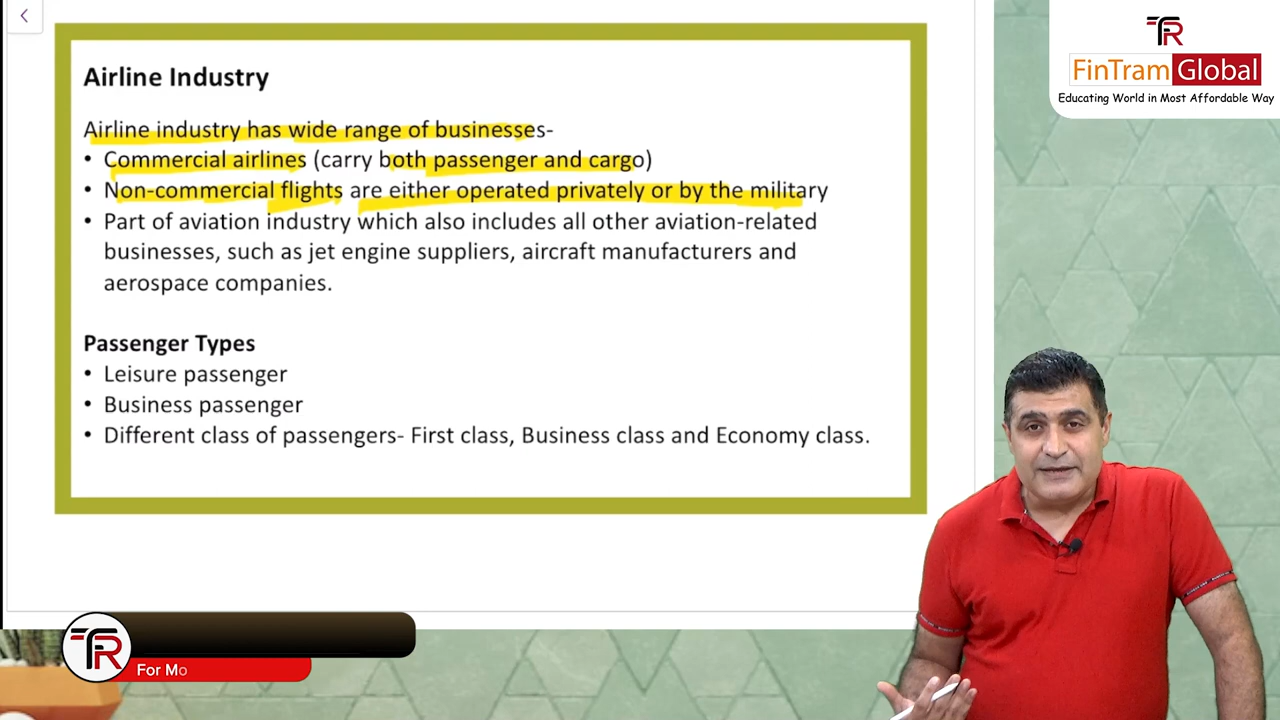 Airline Industry
Airline industry has wide range of businesses-
• Commercial airlines (carry both passenger and cargo)
• Non-commercial flights are either operated privately or by the military
• Part of aviation industry which also includes all other aviation-related
businesses, such as jet engine suppliers, aircraft manufacturers and
aerospace companies.
Passenger Types
• Leisure passenger
• Business passenger
• Different class of passengers- First class, Business class and Economy class.
TR
FinTram Global
Educating World in Most Affordable Way
TR
For Mo